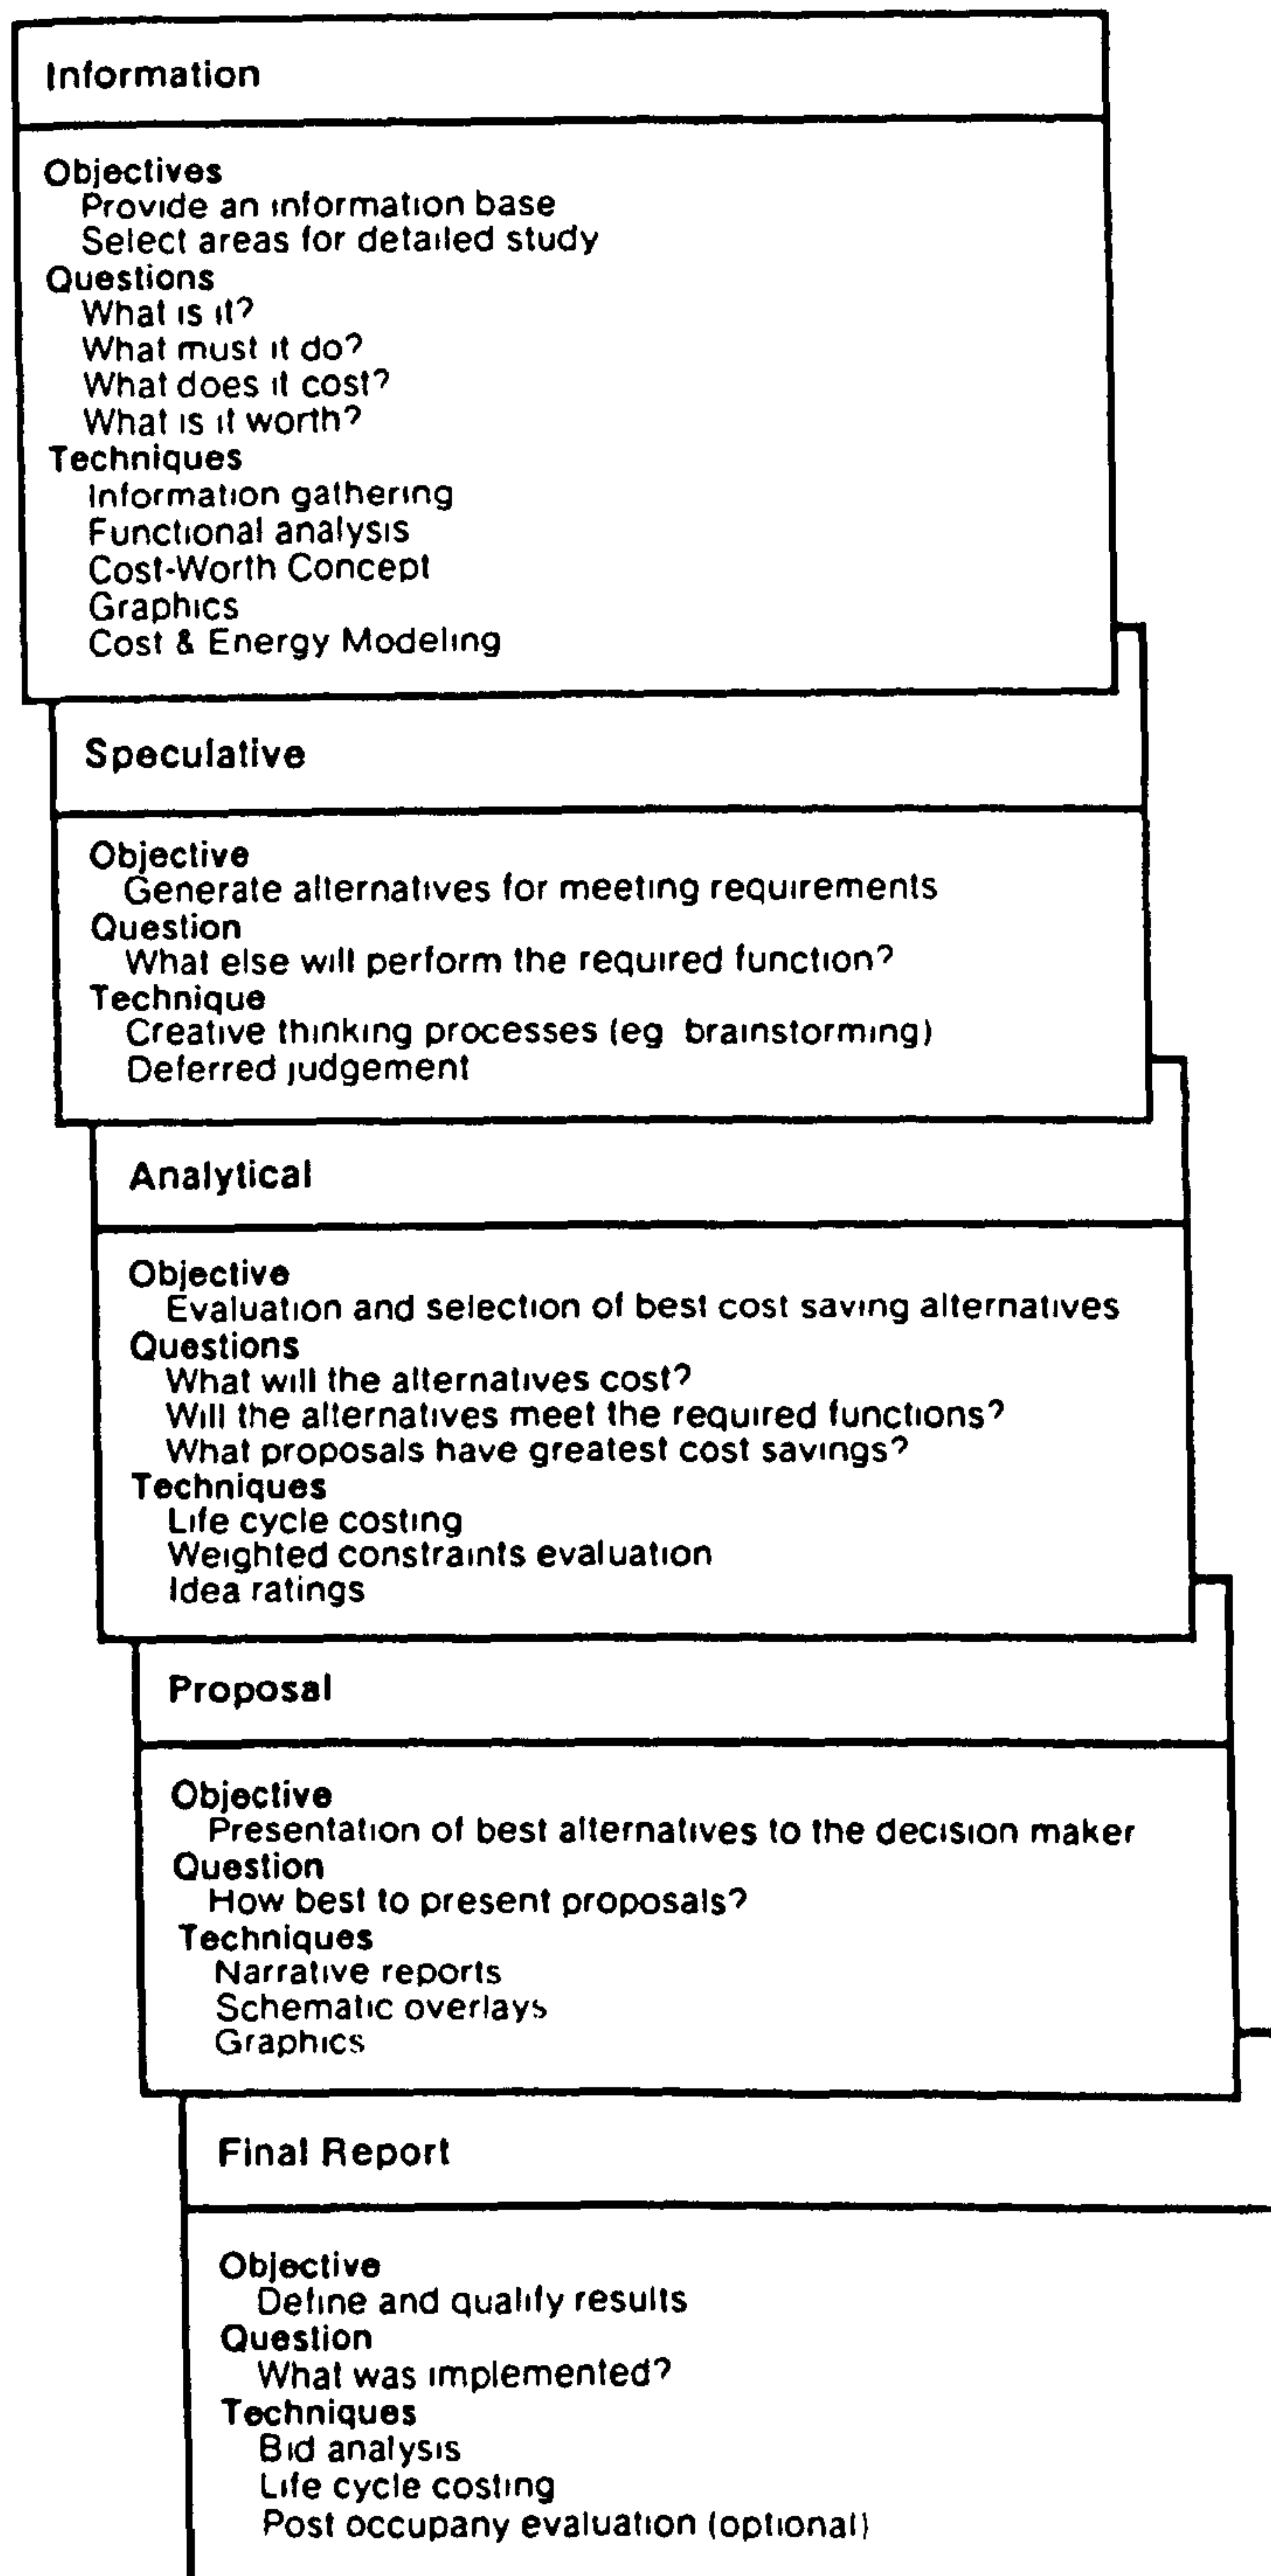 Information
Objectives
Provide an information base
Select areas for detailed study
Questions
What is it?
What must it do?
What does it cost?
What is it worth?
Techniques
Information gathering
Functional analysis
Cost-Worth Concept
Graphics
Cost & Energy Modeling
Speculative
Objective
Generate alternatives for meeting requirements
Question
What else will perform the required function?
Technique
Creative thinking processes (eg brainstorming)
Deferred judgement
Analytical
Objective
Evaluation and selection of best cost saving alternatives
Questions
What will the alternatives cost?
Will the alternatives meet the required functions?
What proposals have greatest cost savings?
Techniques
Life cycle costing
Weighted constraints evaluation
Idea ratings
Proposal
Objective
Presentation of best alternatives to the decision maker
Question
How best to present proposals?
Techniques
Narrative reports
Schematic overlays
Graphics
Final Report
Objective
Define and qualify results
Question
What was implemented?
Techniques
Bid analysis
Life cycle costing
Post occupany evaluation (optional)